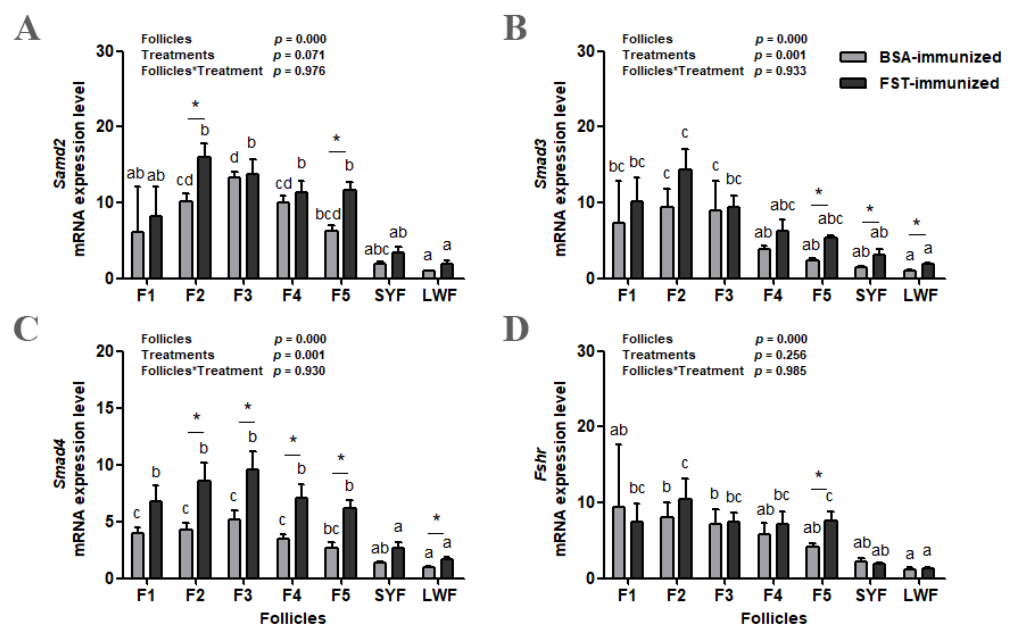 A
Follicles p = 0.000
Treatments p = 0.071
Follicles*Treatment p = 0.976
Samd2
mRNA expression level
30
20
10
0
ab ab cd * b d b cd b bcd * b abc ab a a
F1 F2 F3 F4 F5 SYF LWF
B
Follicles p = 0.000
Treatments p = 0.001
Follicles*Treatment p = 0.933
BSA-immunized
FST-immunized
Smad3
mRNA expression level
30
20
10
0
bc bc c c c bc ab abc ab * abc ab * ab a * a
F1 F2 F3 F4 F5 SYF LWF
C
Follicles p = 0.000
Treatments p = 0.001
Follicles*Treatment p = 0.930
Smad4
mRNA expression level
20
15
10
5
0
c b c * b c * b c * b bc * b ab a a * a
F1 F2 F3 F4 F5 SYF LWF
Follicles
D
Follicles p = 0.000
Treatments p = 0.256
Follicles*Treatment p = 0.985
Fshr
mRNA expression level
30
20
10
0
ab bc b c b bc ab bc ab * c ab ab a a
F1 F2 F3 F4 F5 SYF LWF
Follicles